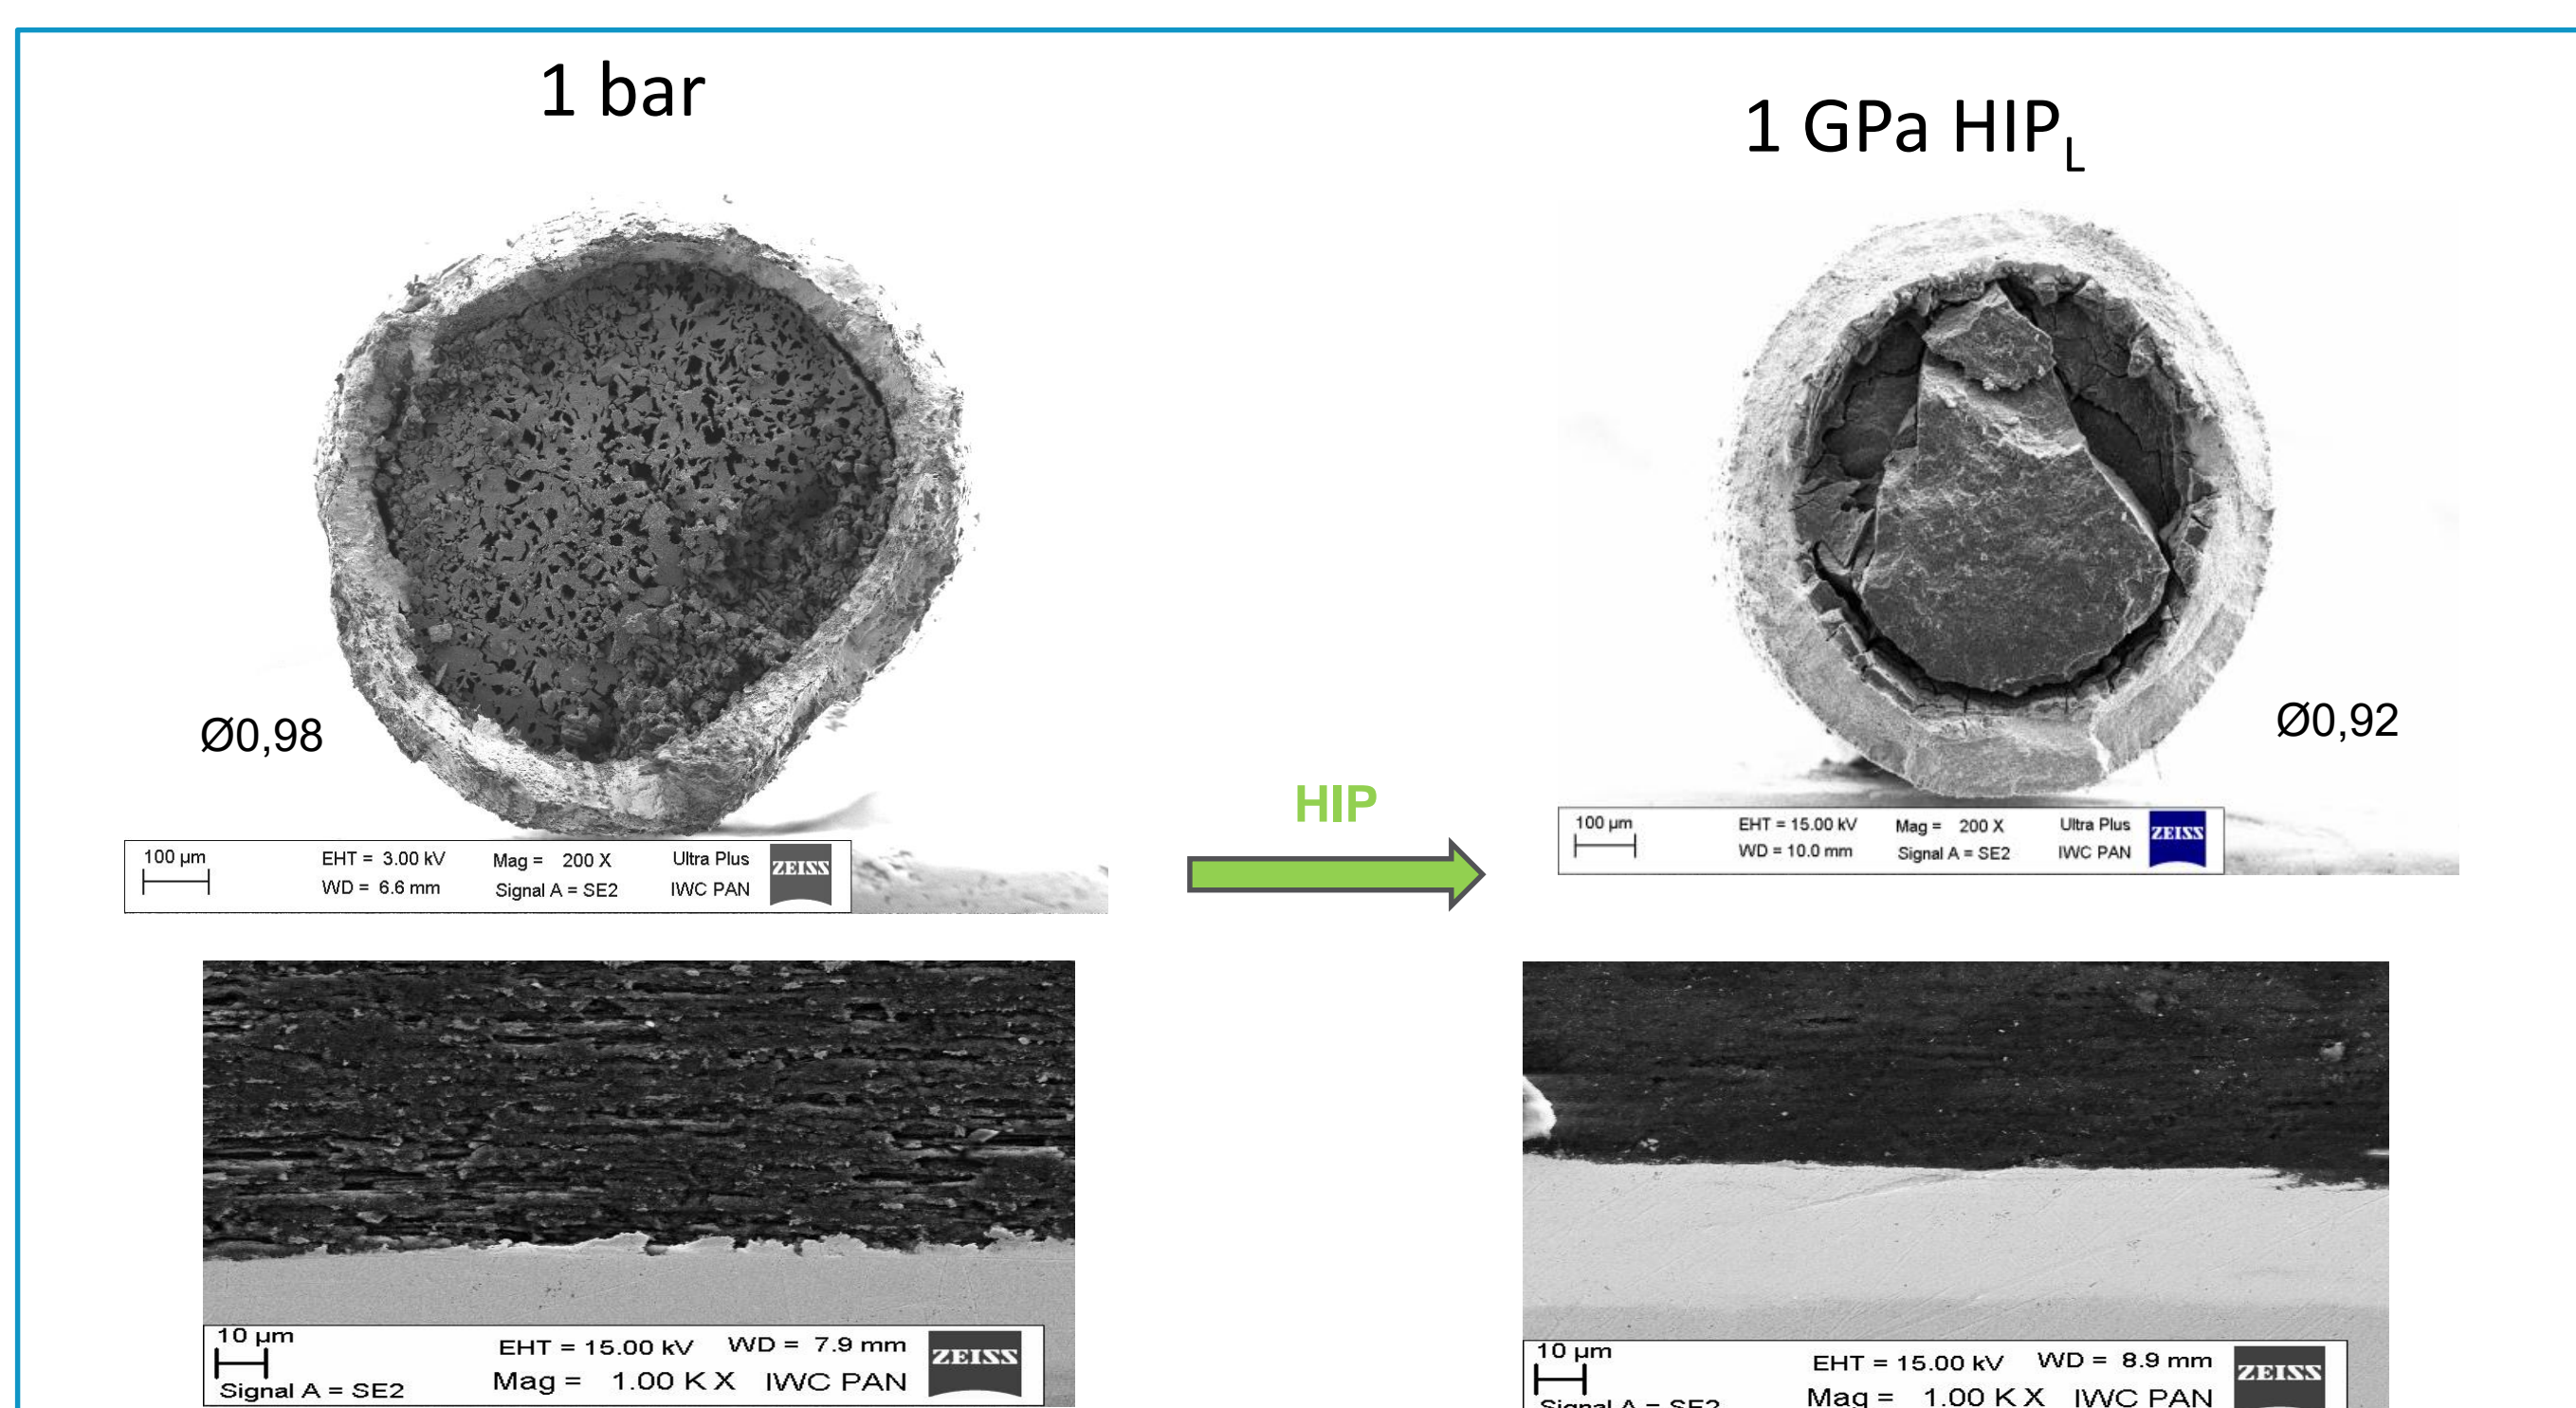 1 bar
1 GPa HIP_L
Ø0,98
Ø0,92
HIP
100 µm
EHT = 3.00 kV
Mag = 200 X
Ultra Plus
ZEISS
WD = 6.6 mm
Signal A = SE2
IWC PAN
100 µm
EHT = 15.00 kV
Mag = 200 X
Ultra Plus
ZEISS
WD = 10.0 mm
Signal A = SE2
IWC PAN
10 µm
EHT = 15.00 kV WD = 7.9 mm
ZEISS
Signal A = SE2
Mag = 1.00 K X IWC PAN
10 µm
EHT = 15.00 kV WD = 8.9 mm
ZEISS
Signal A = SE2
Mag = 1.00 K X IWC PAN